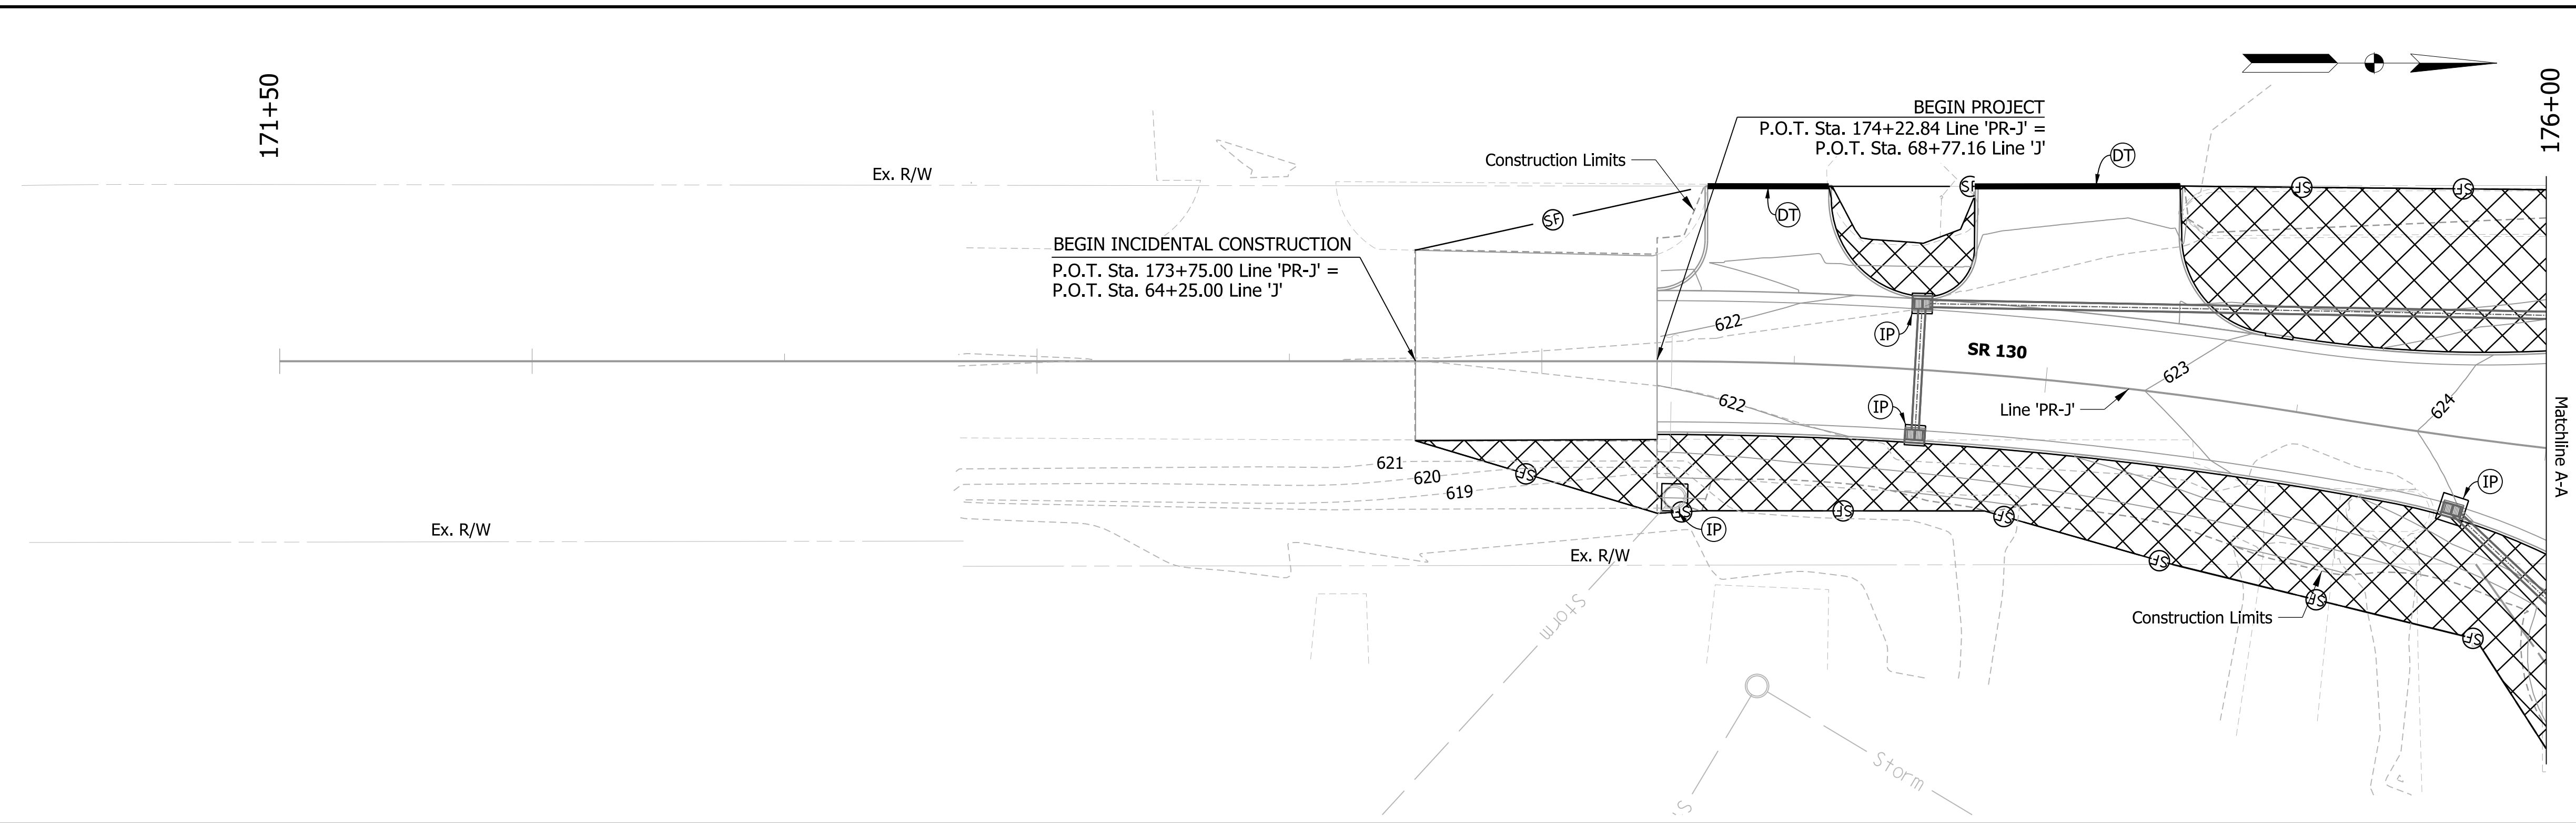 171+50
176+00
BEGIN PROJECT
P.O.T. Sta. 174+22.84 Line 'PR-J' =
P.O.T. Sta. 68+77.16 Line 'J'
Construction Limits
DT
Ex. R/W
SF
SF
SF
SF
DT
BEGIN INCIDENTAL CONSTRUCTION
P.O.T. Sta. 173+75.00 Line 'PR-J' =
P.O.T. Sta. 64+25.00 Line 'J'
622
IP
SR 130
623
622
IP
Line 'PR-J'
624
Matchline A-A
621
620
619
SF
IP
SF
SF
SF
IP
Ex. R/W
Ex. R/W
SF
SF
Construction Limits
SF
Storm
Storm
S